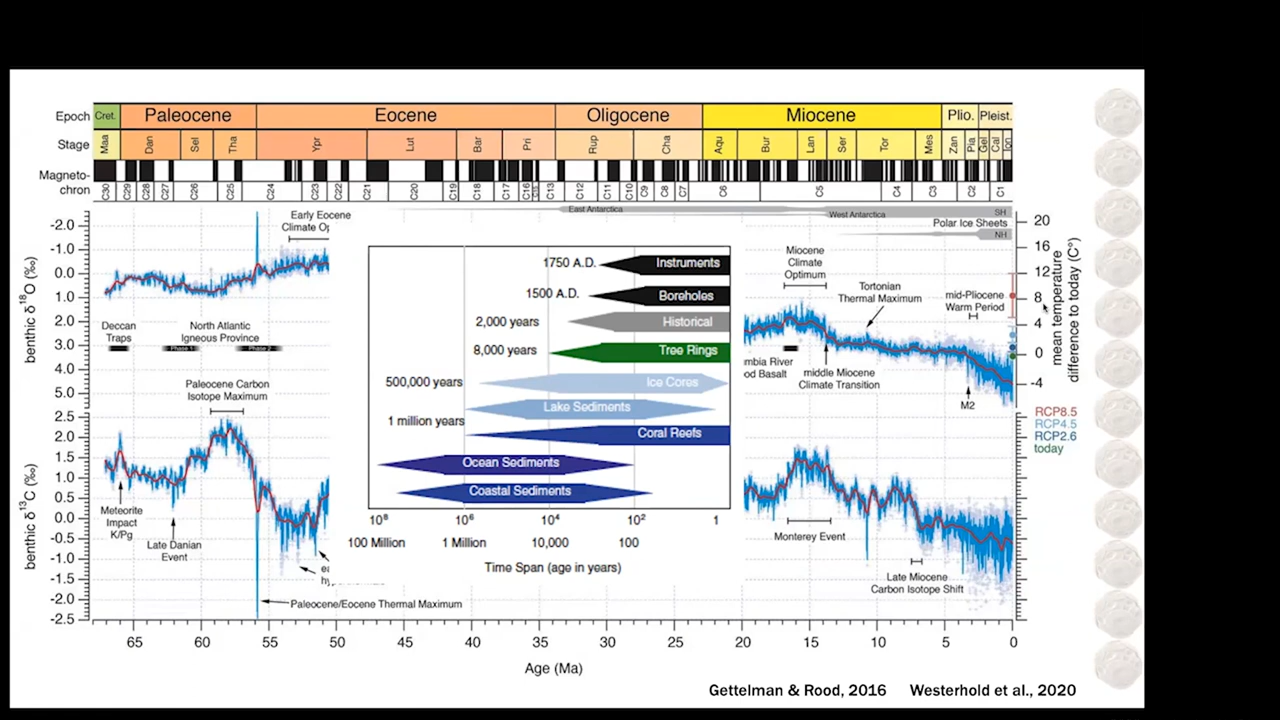 Epoch Cret. Paleocene Eocene Oligocene Miocene Plio. Pleist.
Stage Maa Dan Sel Tha Ypr Lut Bar Pri Rup Cha Aqu Bur Lan Ser Tor Mes Zan Pia Gel Cal
Magneto-
chron C30 C29 C28 C27 C26 C25 C24 C23 C22 C21 C20 C19 C18 C17 C16 C13 C12 C11 C10 C9 C8 C7 C6 C5 C4 C3 C2 C1
East Antarctica
West Antarctica SH
Polar Ice Sheets
NH
Early Eocene
Climate Op
benthic δ18O (‰)
-2.0
-1.0
0.0
1.0
2.0
3.0
4.0
5.0
Deccan
Traps
North Atlantic
Igneous Province
Phase 1 Phase 2
Paleocene Carbon
Isotope Maximum
benthic δ13C (‰)
2.5
2.0
1.5
1.0
0.5
0.0
-0.5
-1.0
-1.5
-2.0
-2.5
Meteorite
Impact
K/Pg
Late Danian
Event
Paleocene/Eocene Thermal Maximum
1750 A.D. Instruments
1500 A.D. Boreholes
2,000 years Historical
8,000 years Tree Rings
500,000 years Ice Cores
Lake Sediments
1 million years
Coral Reefs
Ocean Sediments
Coastal Sediments
10⁸ 10⁶ 10⁴ 10² 1
100 Million 1 Million 10,000 100
Time Span (age in years)
Miocene
Climate
Optimum
Tortonian
Thermal Maximum
mid-Pliocene
Warm Period
mbia River
od Basalt
middle Miocene
Climate Transition
M2
Monterey Event
Late Miocene
Carbon Isotope Shift
20
16
12
8
4
0
-4
mean temperature
difference to today (C°)
RCP8.5
RCP4.5
RCP2.6
today
65 60 55 50 45 40 35 30 25 20 15 10 5 0
Age (Ma)
Gettelman & Rood, 2016 Westerhold et al., 2020